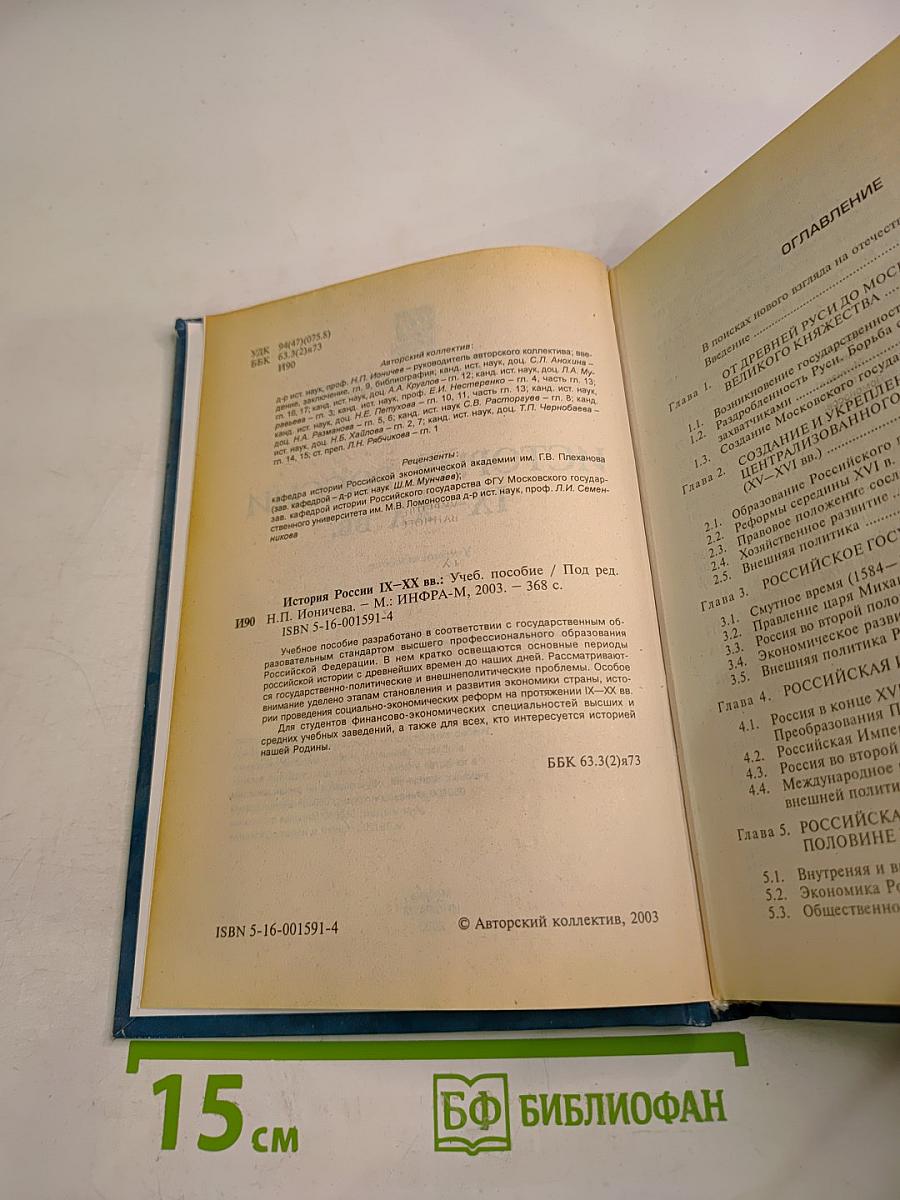 УДК 94(47)(075.8)
ББК 63.3(2)я73
И90
Авторский коллектив:
д-р ист. наук, проф. Н.П. Ионичев – руководитель авторского коллектива; вве-
дение, заключение, гл. 9, библиография; канд. ист. наук, доц. С.Л. Анохина –
гл. 16, 17; канд. ист. наук, доц. А.А. Круглов – гл. 12; канд. ист. наук, доц. Л.А. Му-
равьева – гл. 3; канд. ист. наук, проф. Е.И. Нестеренко – гл. 4, часть гл. 13;
канд. ист. наук, доц. Н.Е. Петухова – гл. 10, 11, часть гл. 13; канд. ист. наук,
доц. Н.А. Разманова – гл. 5, 6; канд. ист. наук С.В. Расторгуев – гл. 8; канд.
ист. наук, доц. Н.Б. Хайлова – гл. 2, 7; канд. ист. наук, доц. Т.П. Чернобаева –
гл. 14, 15; ст. преп. Л.Н. Рябчикова – гл. 1
Рецензенты:
кафедра истории Российской экономической академии им. Г.В. Плеханова
(зав. кафедрой – д-р ист. наук Ш.М. Мунчаев);
зав. кафедрой истории Российского государства ФГУ Московского государ-
ственного университета им. М.В. Ломоносова д-р ист. наук, проф. Л.И. Семен-
никова
История России IX—XX вв.: Учеб. пособие / Под ред.
И90 Н.П. Ионичева. – М.: ИНФРА-М, 2003. – 368 с.
ISBN 5-16-001591-4
Учебное пособие разработано в соответствии с государственным об-
разовательным стандартом высшего профессионального образования
Российской Федерации. В нем кратко освещаются основные периоды
российской истории с древнейших времен до наших дней. Рассматривают-
ся государственно-политические и внешнеполитические проблемы. Особое
внимание уделено этапам становления и развития экономики страны, исто-
рии проведения социально-экономических реформ на протяжении IX—XX вв.
Для студентов финансово-экономических специальностей высших и
средних учебных заведений, а также для всех, кто интересуется историей
нашей Родины.
ББК 63.3(2)я73
ISBN 5-16-001591-4
© Авторский коллектив, 2003
ОГЛАВЛЕНИЕ
В поисках нового взгляда на отечеств
Введение
Глава 1. ОТ ДРЕВНЕЙ РУСИ ДО МОСК
ВЕЛИКОГО КНЯЖЕСТВА
1.1. Возникновение государственност
1.2. Раздробленность Руси. Борьба с
захватчиками
1.3. Создание Московского госуда
Глава 2. СОЗДАНИЕ И УКРЕПЛЕН
ЦЕНТРАЛИЗОВАННОГО
(XV—XVI вв.)
2.1. Образование Российского
2.2. Реформы середины XVI в.
2.3. Правовое положение сосл
2.4. Хозяйственное развитие
2.5. Внешняя политика
Глава 3. РОССИЙСКОЕ ГОСУ
3.1. Смутное время (1584—
3.2. Правление царя Миха
3.3. Россия во второй поло
3.4. Экономическое разви
3.5. Внешняя политика Р
Глава 4. РОССИЙСКАЯ И
4.1. Россия в конце XVI
Преобразования П
4.2. Российская Импе
4.3. Россия во второй
4.4. Международное
внешней полити
Глава 5. РОССИЙСКА
ПОЛОВИНЕ
5.1. Внутреняя и в
5.2. Экономика Ро
5.3. Общественно
15 см
БФ БИБЛИОФАН